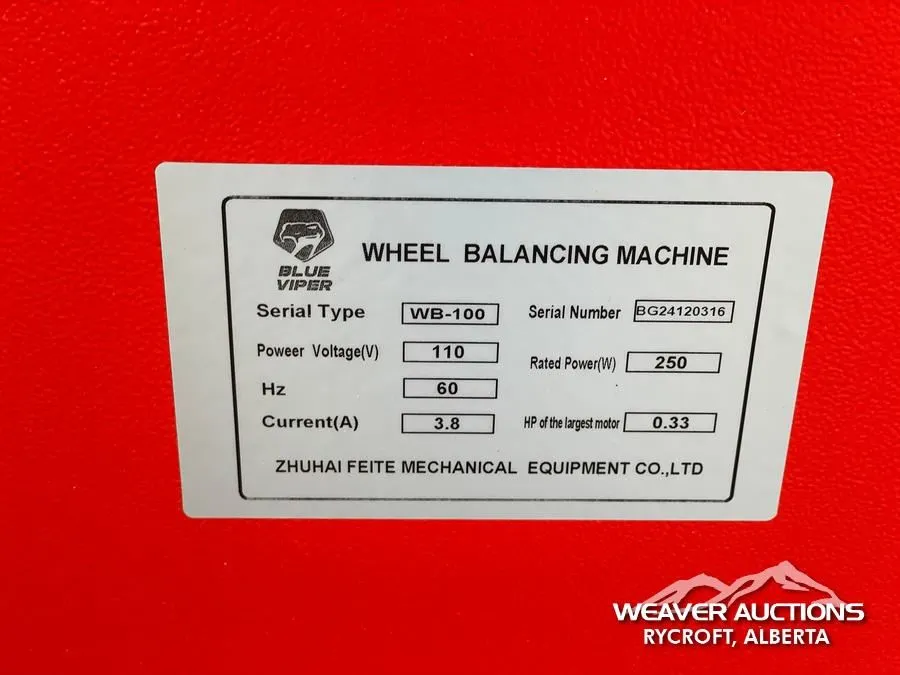 BLUE
VIPER
WHEEL BALANCING MACHINE
Serial Type WB-100 Serial Number BG24120316
Poweer Voltage(V) 110 Rated Power(W) 250
Hz 60
Current(A) 3.8 HP of the largest motor 0.33
ZHUHAI FEITE MECHANICAL EQUIPMENT CO.,LTD
WEAVER AUCTIONS
RYCROFT, ALBERTA